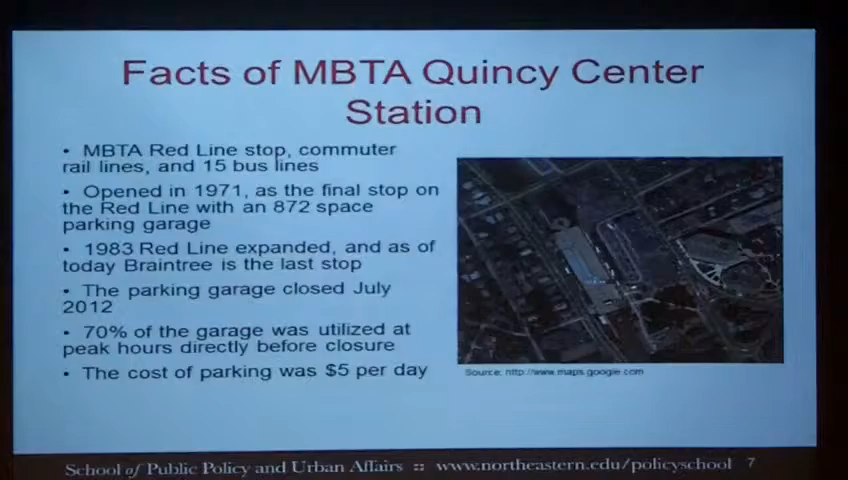 Facts of MBTA Quincy Center
Station
• MBTA Red Line stop, commuter
rail lines, and 15 bus lines
• Opened in 1971, as the final stop on
the Red Line with an 872 space
parking garage
• 1983 Red Line expanded, and as of
today Braintree is the last stop
• The parking garage closed July
2012
• 70% of the garage was utilized at
peak hours directly before closure
• The cost of parking was $5 per day
Source: http://www.maps.google.com
School of Public Policy and Urban Affairs :: www.northeastern.edu/policyschool 7